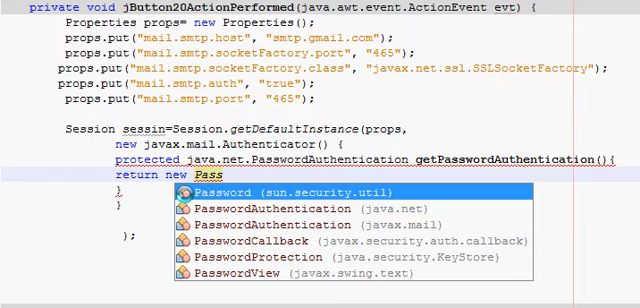 private void jButton20ActionPerformed(java.awt.event.ActionEvent evt) {
Properties props= new Properties();
props.put("mail.smtp.host", "smtp.gmail.com");
props.put("mail.smtp.socketFactory.port", "465");
props.put("mail.smtp.socketFactory.class", "javax.net.ssl.SSLSocketFactory");
props.put("mail.smtp.auth", "true");
props.put("mail.smtp.port", "465");
Session sessin=Session.getDefaultInstance(props,
new javax.mail.Authenticator() {
protected java.net.PasswordAuthentication getPasswordAuthentication(){
return new Pass
}
}
);
Password (sun.security.util)
PasswordAuthentication (java.net)
PasswordAuthentication (javax.mail)
PasswordCallback (javax.security.auth.callback)
PasswordProtection (java.security.KeyStore)
PasswordView (javax.swing.text)